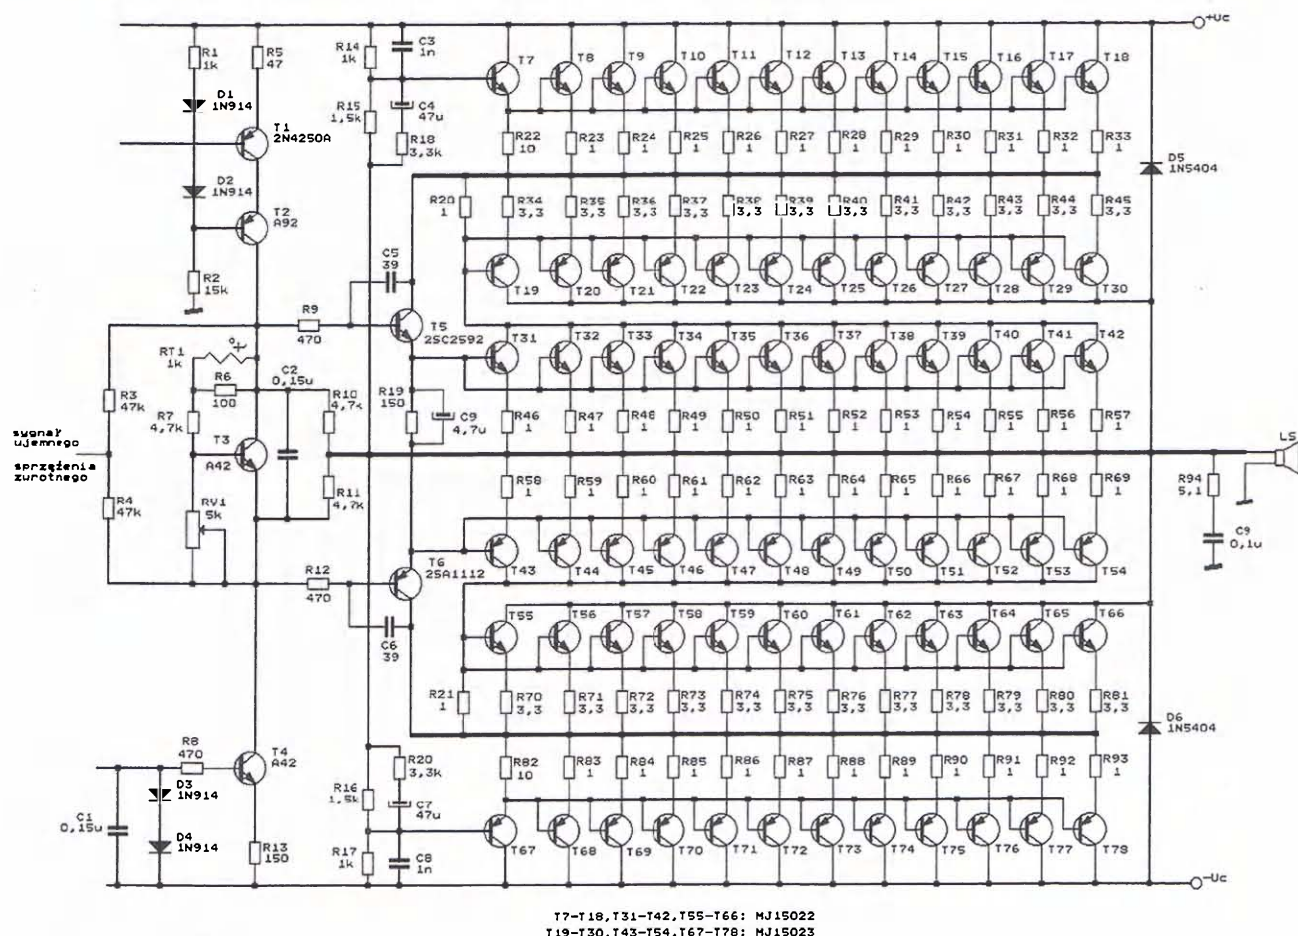 +Uc
R1
1k
R5
47
R14
1k
C3
1n
T7
T8
T9
T10
T11
T12
T13
T14
T15
T16
T17
T18
D1
1N914
R15
1,5k
C4
47u
T1
2N4250A
R18
3,3k
R22
10
R23
1
R24
1
R25
1
R26
1
R27
1
R28
1
R29
1
R30
1
R31
1
R32
1
R33
1
D5
1N5404
D2
1N914
R20
1
R34
3,3
R35
3,3
R36
3,3
R37
3,3
R38
3,3
R39
3,3
R40
3,3
R41
3,3
R42
3,3
R43
3,3
R44
3,3
R45
3,3
T2
A92
C5
39
R2
15k
T19
T20
T21
T22
T23
T24
T25
T26
T27
T28
T29
T30
R9
470
T5
2SC2592
T31
T32
T33
T34
T35
T36
T37
T38
T39
T40
T41
T42
RT1
1k
R6
100
C2
0,15u
R3
47k
R7
4,7k
R10
4,7k
R19
150
C9
4,7u
R46
1
R47
1
R48
1
R49
1
R50
1
R51
1
R52
1
R53
1
R54
1
R55
1
R56
1
R57
1
sygnał
ujemnego
sprzężenia
zwrotnego
T3
A42
LS
R4
47k
RV1
5k
R11
4,7k
R58
1
R59
1
R60
1
R61
1
R62
1
R63
1
R64
1
R65
1
R66
1
R67
1
R68
1
R69
1
R94
5,1
C9
0,1u
R12
470
T6
2SA1112
T43
T44
T45
T46
T47
T48
T49
T50
T51
T52
T53
T54
C6
39
T55
T56
T57
T58
T59
T60
T61
T62
T63
T64
T65
T66
R21
1
R70
3,3
R71
3,3
R72
3,3
R73
3,3
R74
3,3
R75
3,3
R76
3,3
R77
3,3
R78
3,3
R79
3,3
R80
3,3
R81
3,3
D6
1N5404
R8
470
T4
A42
R20
3,3k
R82
10
R83
1
R84
1
R85
1
R86
1
R87
1
R88
1
R89
1
R90
1
R91
1
R92
1
R93
1
D3
1N914
R16
1,5k
C7
47u
C1
0,15u
D4
1N914
R13
150
R17
1k
C8
1n
T67
T68
T69
T70
T71
T72
T73
T74
T75
T76
T77
T78
-Uc
T7-T18,T31-T42,T55-T66: MJ15022
T19-T30,T43-T54,T67-T78: MJ15023